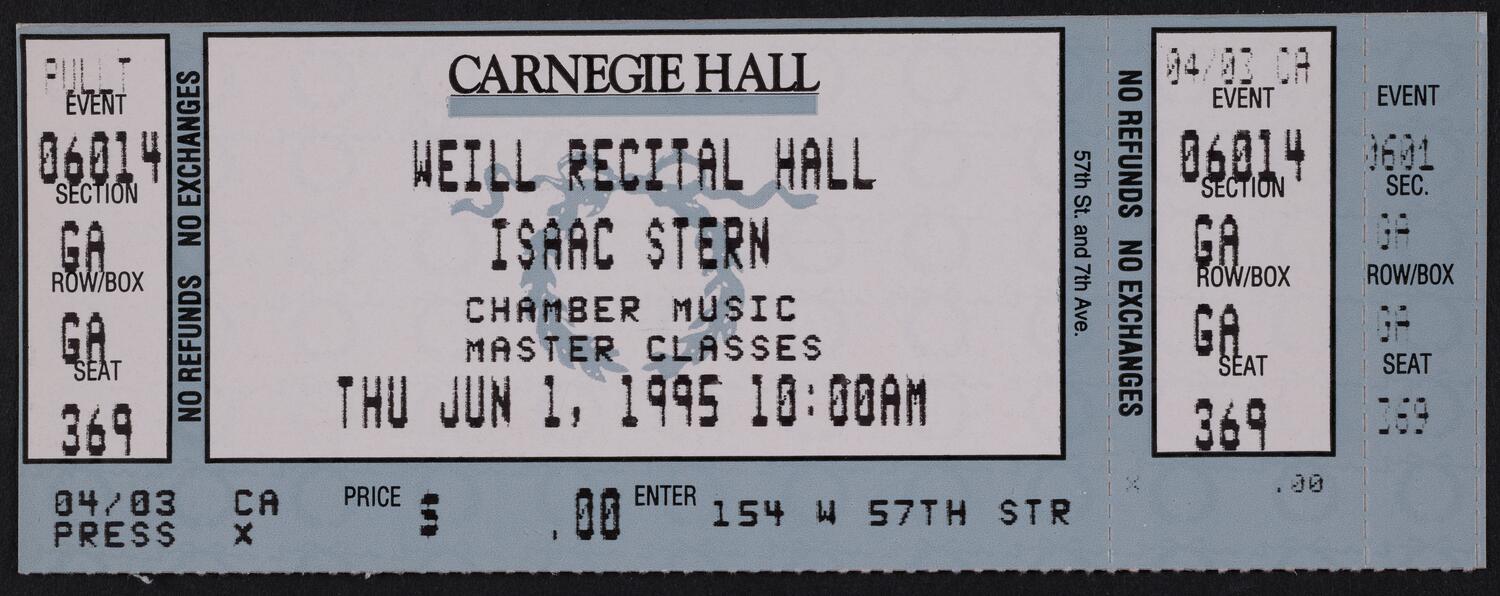 PULLT
EVENT
06014
SECTION
GA
ROW/BOX
GA
SEAT
369
NO REFUNDS NO EXCHANGES
CARNEGIE HALL
WEILL RECITAL HALL
ISAAC STERN
CHAMBER MUSIC
MASTER CLASSES
THU JUN 1, 1995 10:00AM
04/03 CA PRICE $ .00 ENTER 154 W 57TH STR
PRESS X
57th St. and 7th Ave.
NO REFUNDS NO EXCHANGES
04/03 CA
EVENT
06014
SECTION
GA
ROW/BOX
GA
SEAT
369
X .00
EVENT
0601
SEC.
GA
ROW/BOX
GA
SEAT
369